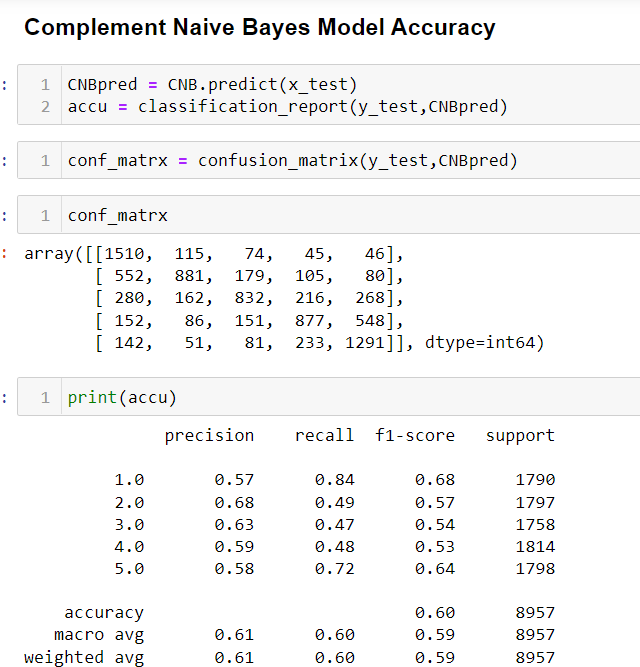 Complement Naive Bayes Model Accuracy
: 1 CNBpred = CNB.predict(x_test)
2 accu = classification_report(y_test,CNBpred)
: 1 conf_matrx = confusion_matrix(y_test,CNBpred)
: 1 conf_matrx
: array([[1510, 115, 74, 45, 46],
[ 552, 881, 179, 105, 80],
[ 280, 162, 832, 216, 268],
[ 152, 86, 151, 877, 548],
[ 142, 51, 81, 233, 1291]], dtype=int64)
: 1 print(accu)
precision recall f1-score support
1.0 0.57 0.84 0.68 1790
2.0 0.68 0.49 0.57 1797
3.0 0.63 0.47 0.54 1758
4.0 0.59 0.48 0.53 1814
5.0 0.58 0.72 0.64 1798
accuracy 0.60 8957
macro avg 0.61 0.60 0.59 8957
weighted avg 0.61 0.60 0.59 8957